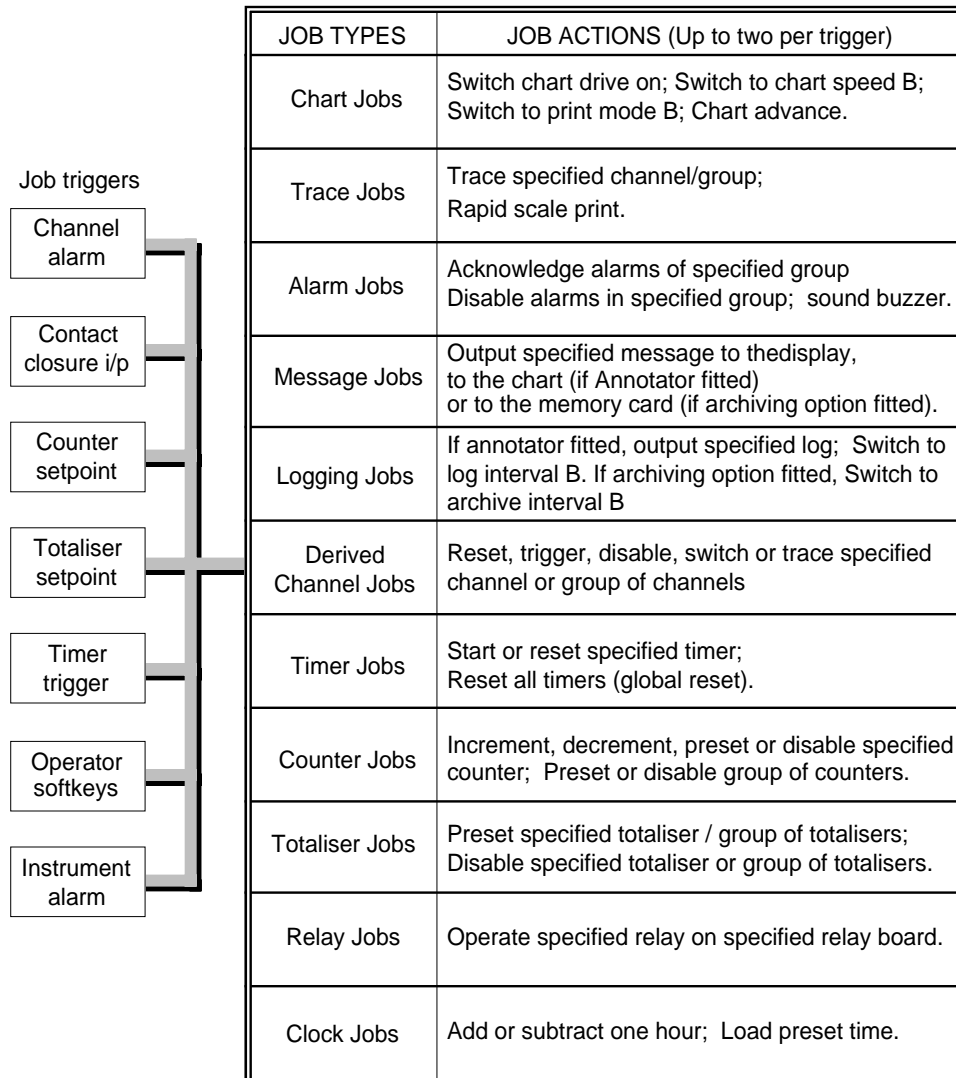 Job triggers
Channel
alarm
Contact
closure i/p
Counter
setpoint
Totaliser
setpoint
Timer
trigger
Operator
softkeys
Instrument
alarm
JOB TYPES
JOB ACTIONS (Up to two per trigger)
Chart Jobs
Switch chart drive on; Switch to chart speed B;
Switch to print mode B; Chart advance.
Trace Jobs
Trace specified channel/group;
Rapid scale print.
Alarm Jobs
Acknowledge alarms of specified group
Disable alarms in specified group; sound buzzer.
Message Jobs
Output specified message to thedisplay,
to the chart (if Annotator fitted)
or to the memory card (if archiving option fitted).
Logging Jobs
If annotator fitted, output specified log; Switch to
log interval B. If archiving option fitted, Switch to
archive interval B
Derived
Channel Jobs
Reset, trigger, disable, switch or trace specified
channel or group of channels
Timer Jobs
Start or reset specified timer;
Reset all timers (global reset).
Counter Jobs
Increment, decrement, preset or disable specified
counter; Preset or disable group of counters.
Totaliser Jobs
Preset specified totaliser / group of totalisers;
Disable specified totaliser or group of totalisers.
Relay Jobs
Operate specified relay on specified relay board.
Clock Jobs
Add or subtract one hour; Load preset time.